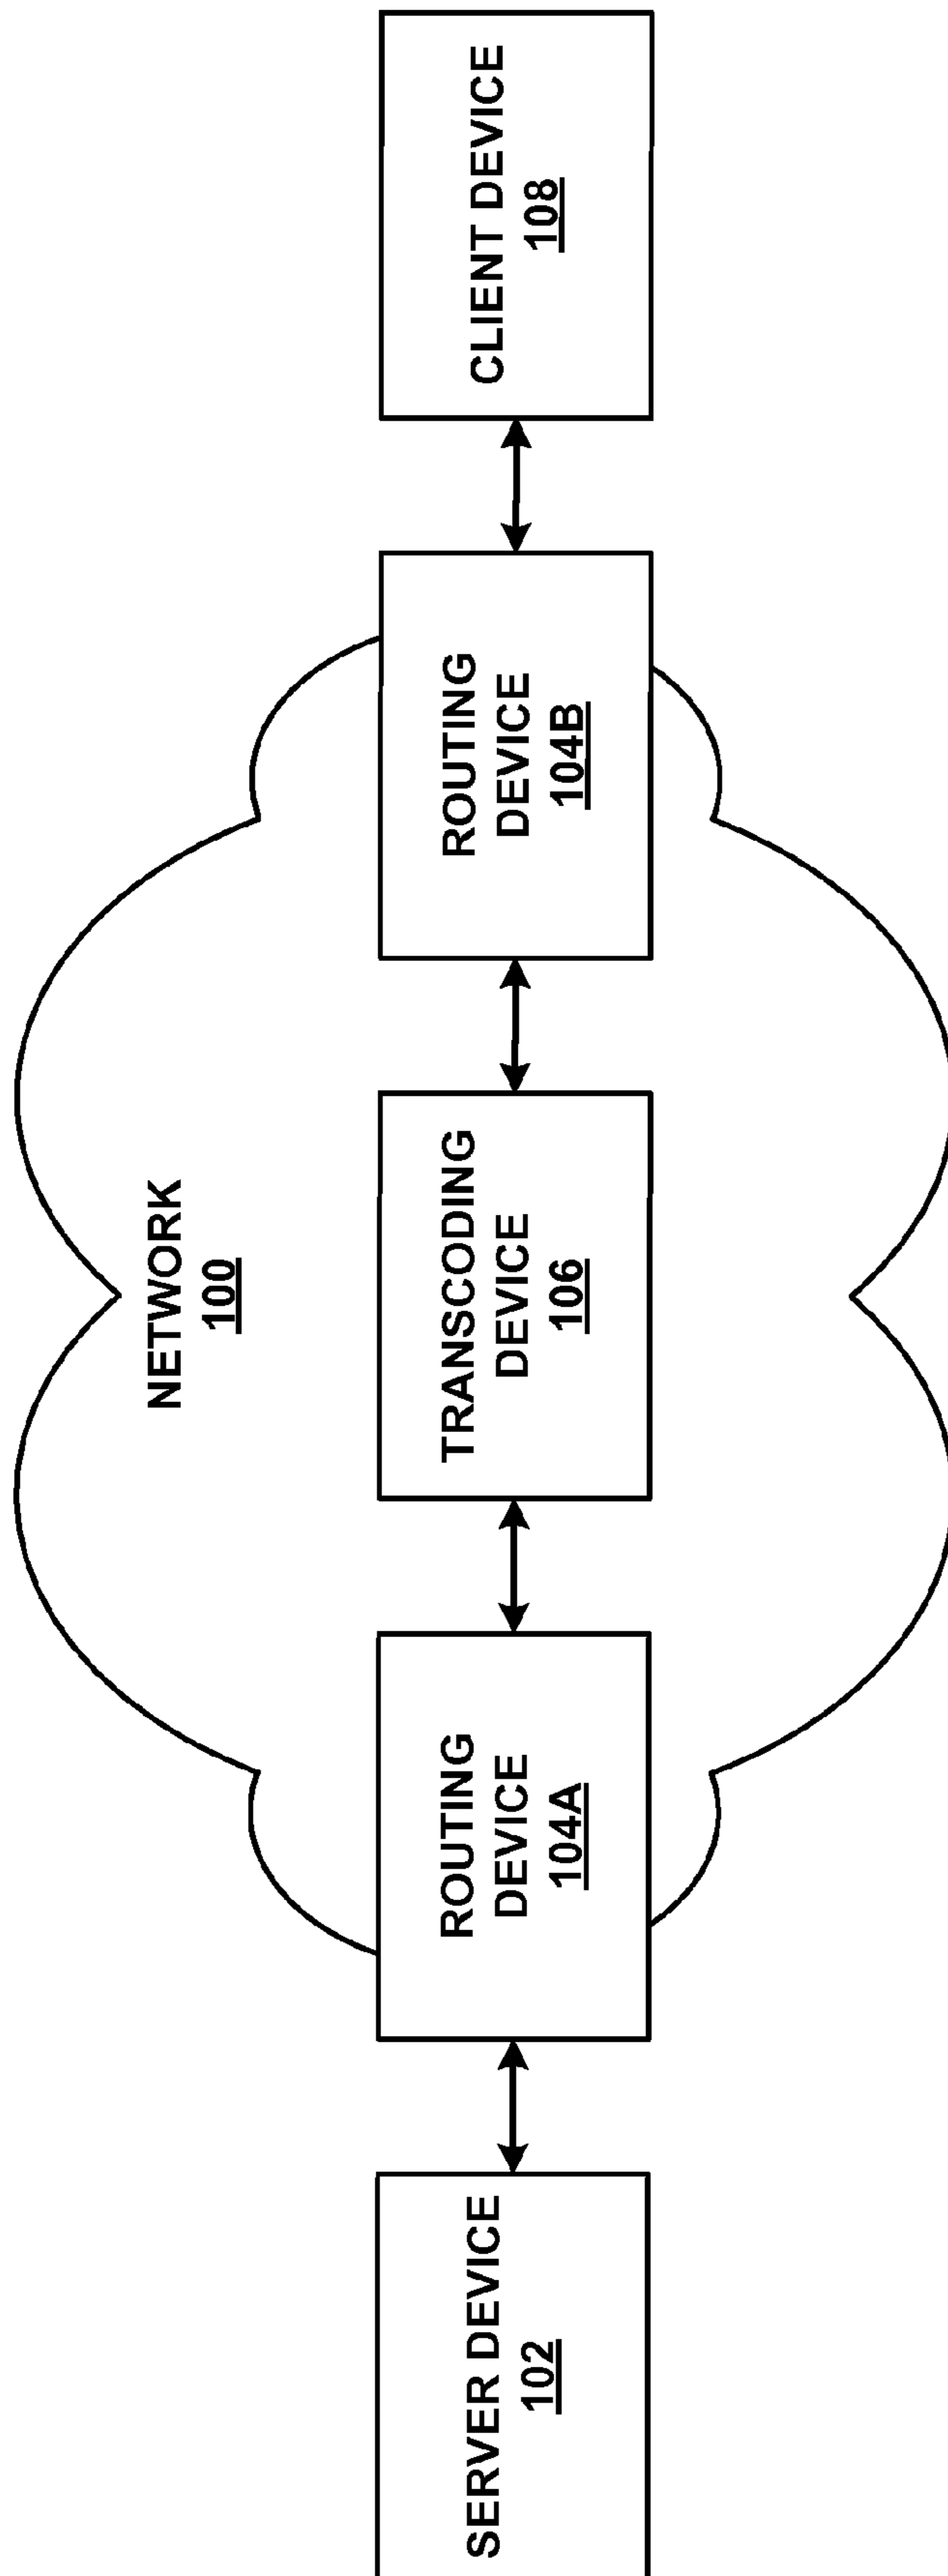 NETWORK
100
SERVER DEVICE
102
ROUTING
DEVICE
104A
TRANSCODING
DEVICE
106
ROUTING
DEVICE
104B
CLIENT DEVICE
108